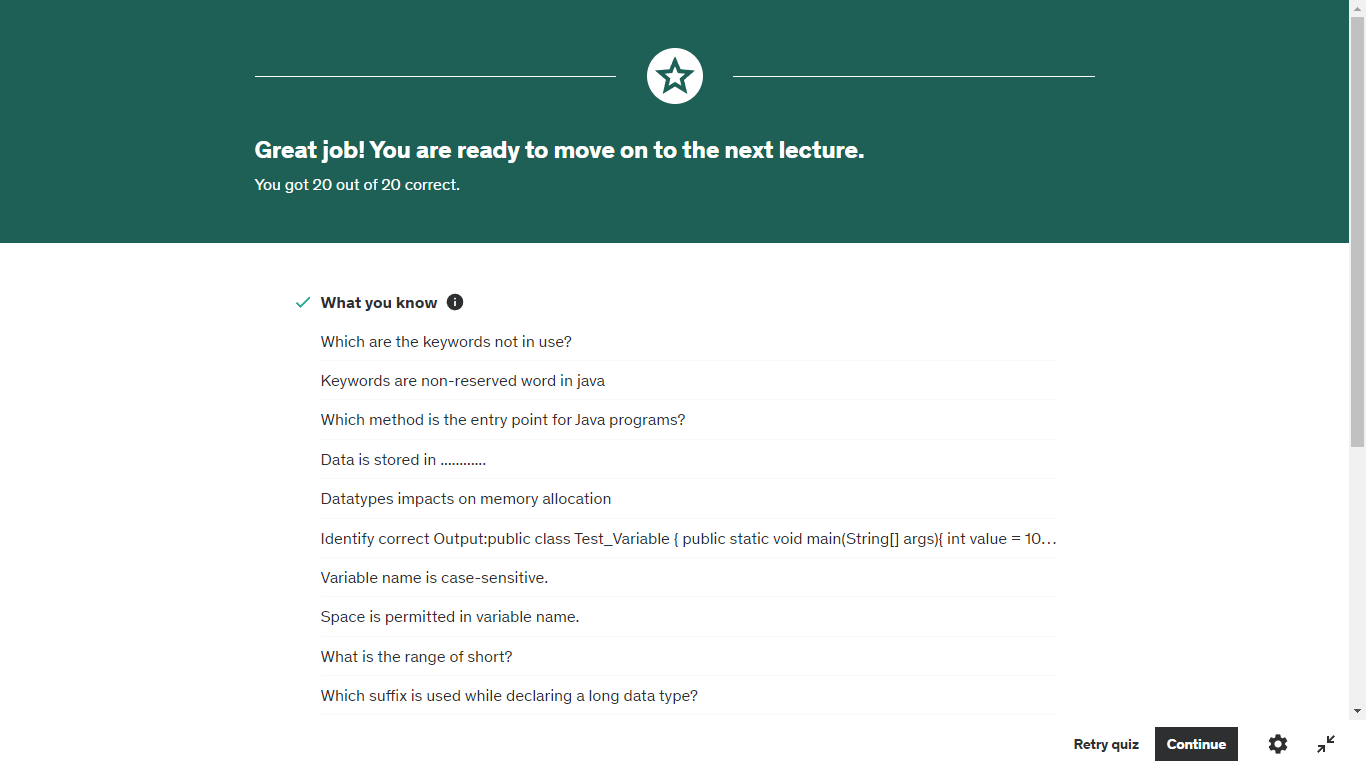 Great job! You are ready to move on to the next lecture.
You got 20 out of 20 correct.
What you know
Which are the keywords not in use?
Keywords are non-reserved word in java
Which method is the entry point for Java programs?
Data is stored in ............
Datatypes impacts on memory allocation
Identify correct Output:public class Test_Variable { public static void main(String[] args){ int value = 10…
Variable name is case-sensitive.
Space is permitted in variable name.
What is the range of short?
Which suffix is used while declaring a long data type?
Retry quiz Continue